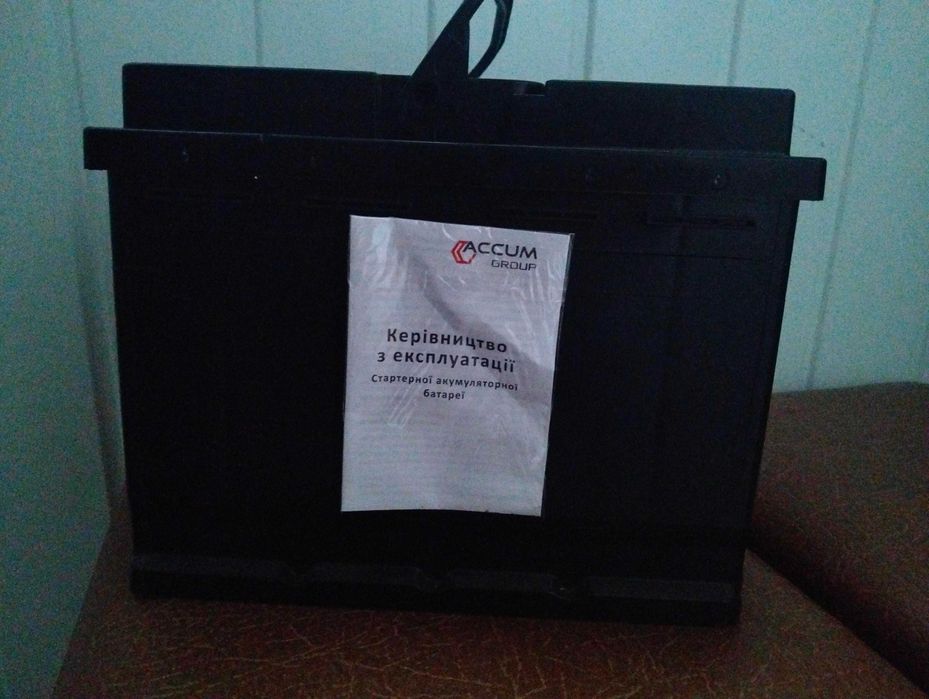 ACCUM
GROUP
Керівництво
з експлуатації
Стартерної акумуляторної
батареї